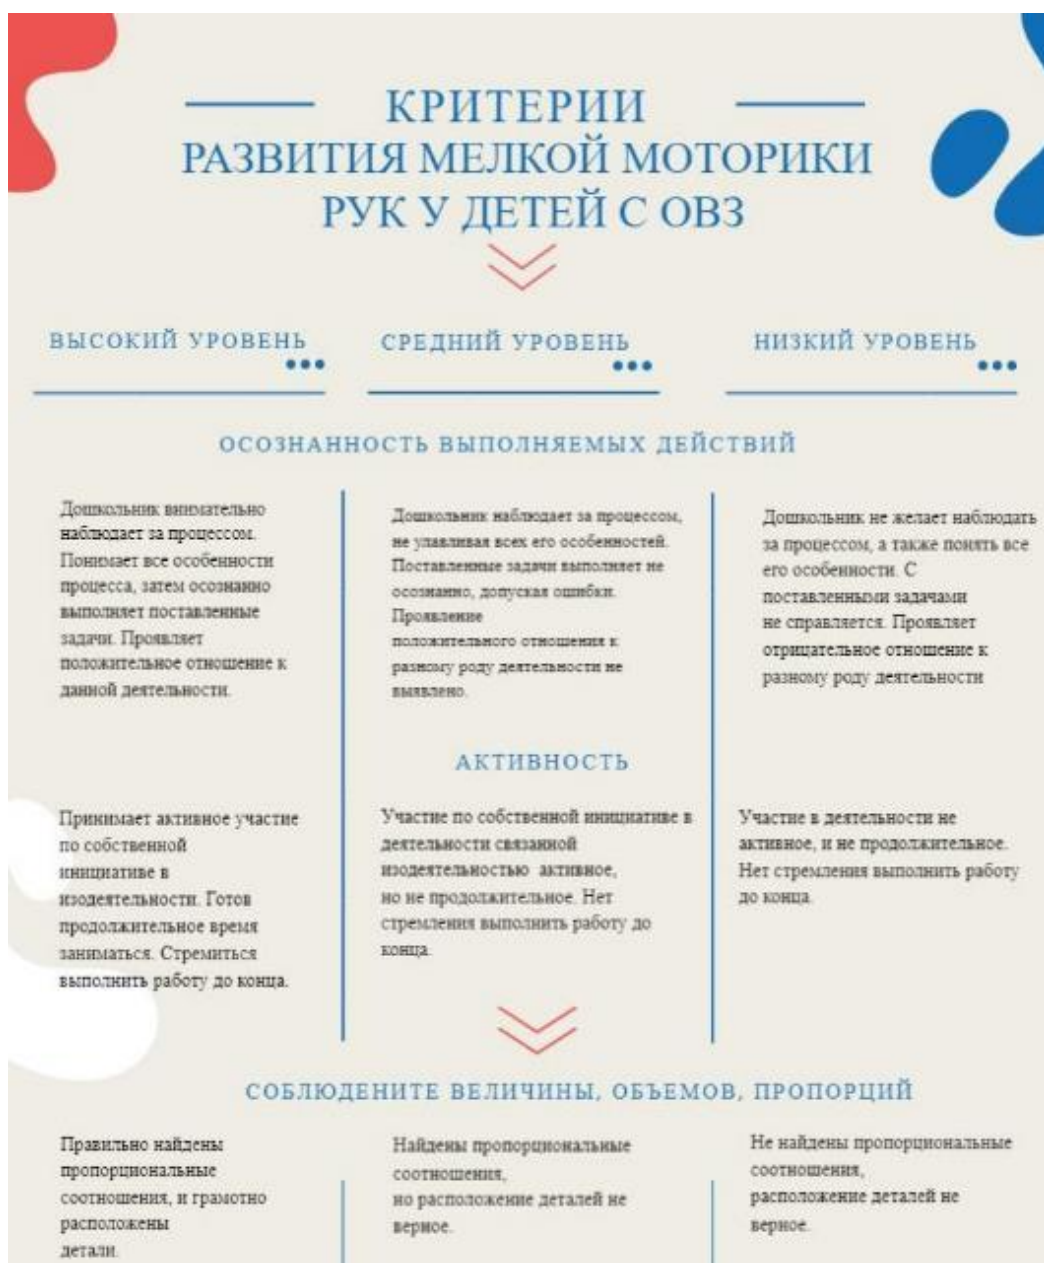 КРИТЕРИИ
РАЗВИТИЯ МЕЛКОЙ МОТОРИКИ
РУК У ДЕТЕЙ С ОВЗ
ВЫСОКИЙ УРОВЕНЬ
СРЕДНИЙ УРОВЕНЬ
НИЗКИЙ УРОВЕНЬ
ОСОЗНАННОСТЬ ВЫПОЛНЯЕМЫХ ДЕЙСТВИЙ
Дошкольник внимательно
наблюдает за процессом.
Понимает все особенности
процесса, затем осознанно
выполняет поставленные
задачи. Проявляет
положительное отношение к
данной деятельности.
Дошкольник наблюдает за процессом,
не улавливая всех его особенностей.
Поставленные задачи выполняет не
осознанно, допуская ошибки.
Проявление
положительного отношения к
разному роду деятельности не
выявлено.
Дошкольник не желает наблюдать
за процессом, а также понять все
его особенности. С
поставленными задачами
не справляется. Проявляет
отрицательное отношение к
разному роду деятельности
АКТИВНОСТЬ
Принимает активное участие
по собственной
инициативе в
изодеятельности. Готов
продолжительное время
заниматься. Стремиться
выполнить работу до конца.
Участие по собственной инициативе в
деятельности связанной
изодеятельностью активное,
но не продолжительное. Нет
стремления выполнить работу до
конца.
Участие в деятельности не
активное, и не продолжительное.
Нет стремления выполнить работу
до конца.
СОБЛЮДЕНИТЕ ВЕЛИЧИНЫ, ОБЪЕМОВ, ПРОПОРЦИЙ
Правильно найдены
пропорциональные
соотношения, и грамотно
расположены
детали.
Найдены пропорциональные
соотношения,
но расположение деталей не
верное.
Не найдены пропорциональные
соотношения,
расположение деталей не
верное.